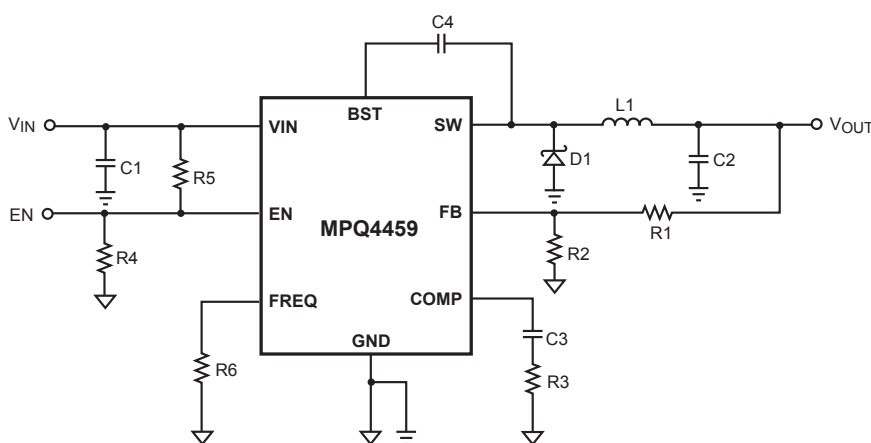 C4
BST
VIN
VIN
SW
L1
VOUT
C1
R5
D1
C2
EN
EN
FB
MPQ4459
R1
R4
R2
FREQ
COMP
GND
C3
R6
R3